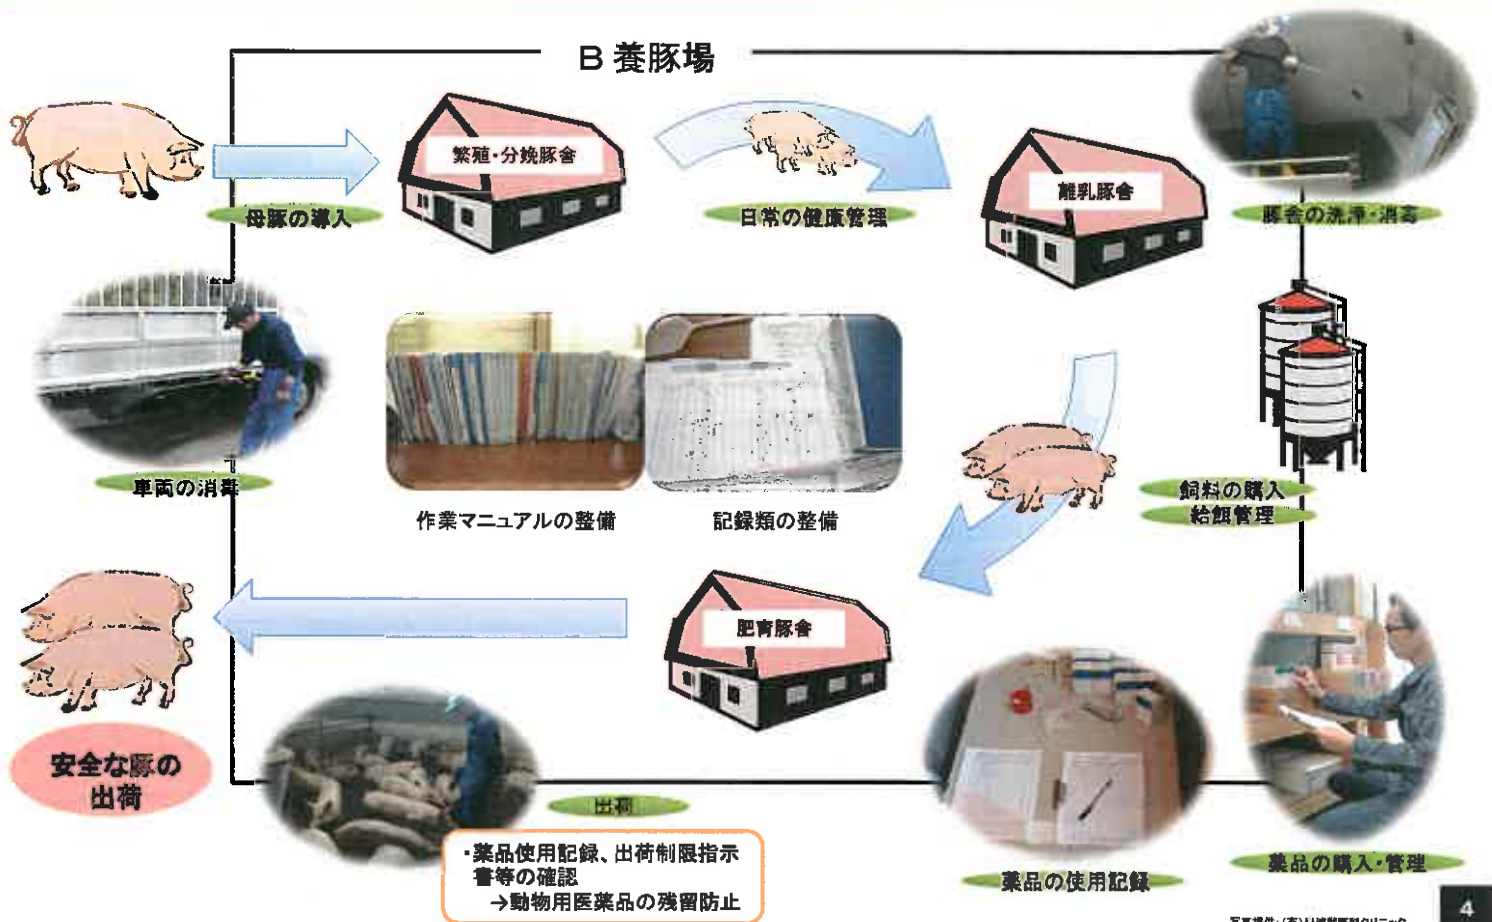 B 養豚場
繁殖・分娩豚舎
離乳豚舎
母豚の導入
日常の健康管理
豚舎の洗浄・消毒
車両の消毒
作業マニュアルの整備
記録類の整備
飼料の購入
給餌管理
肥育豚舎
安全な豚の
出荷
出荷
・薬品使用記録、出荷制限指示
書等の確認
→動物用医薬品の残留防止
薬品の使用記録
薬品の購入・管理
4